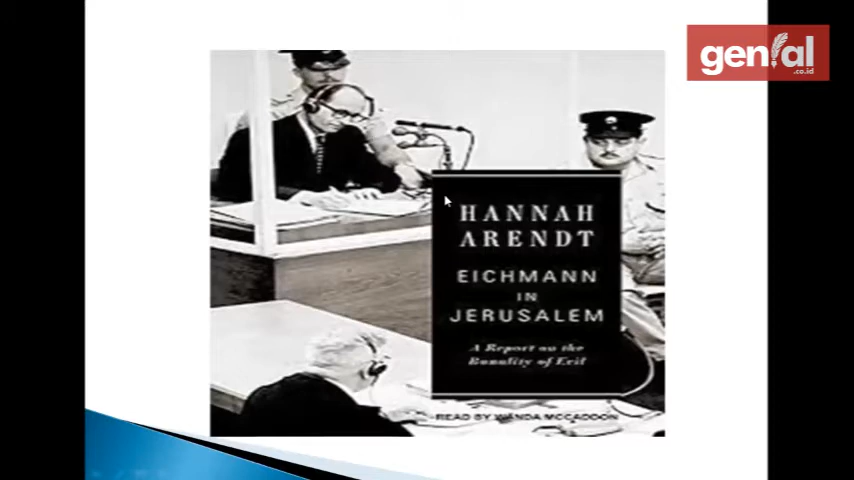 genial
.co.id
HANNAH
ARENDT
EICHMANN
IN
JERUSALEM
A Report on the
Banality of Evil
READ BY WANDA MCCADDON